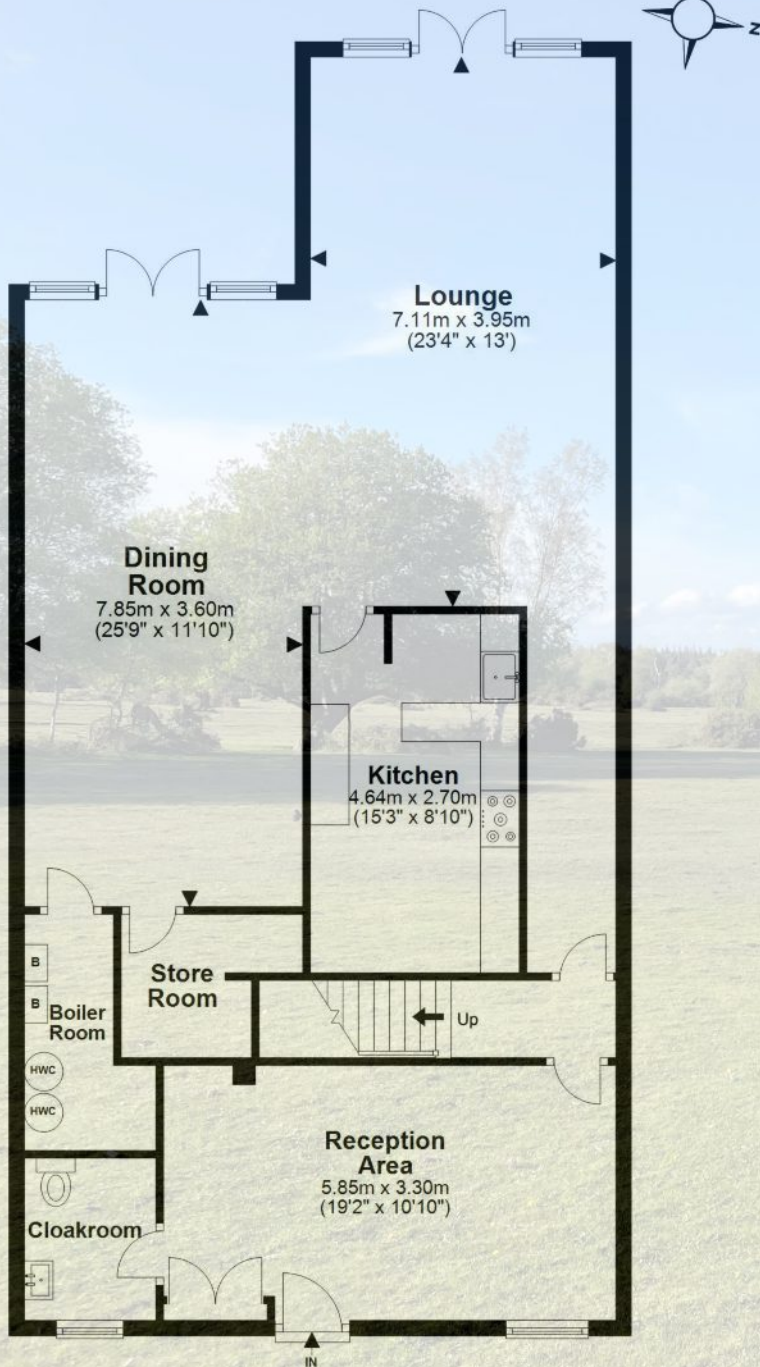 Z
Lounge
7.11m x 3.95m
(23'4" x 13')
Dining
Room
7.85m x 3.60m
(25'9" x 11'10")
Kitchen
4.64m x 2.70m
(15'3" x 8'10")
Store
Room
B
B
Boiler
Room
HWC
HWC
Up
Reception
Area
5.85m x 3.30m
(19'2" x 10'10")
Cloakroom
IN